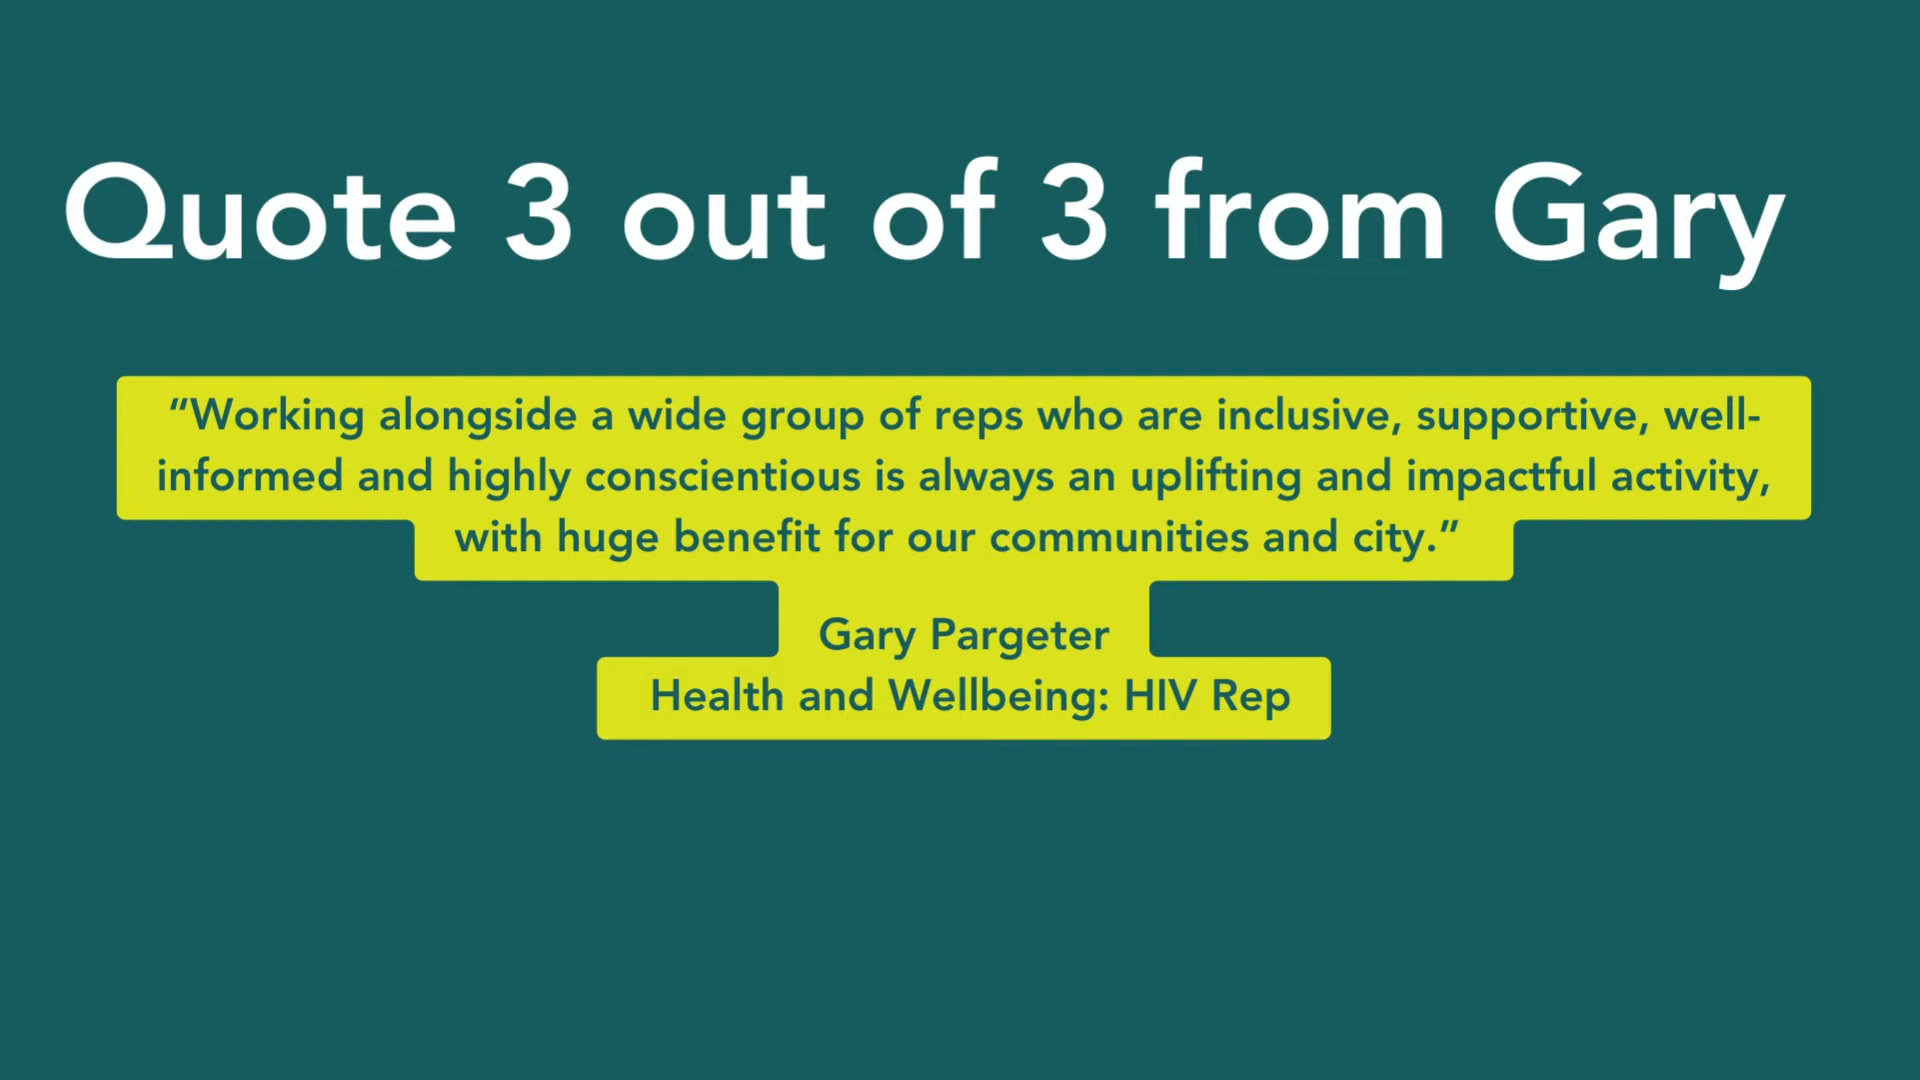 Quote 3 out of 3 from Gary
“Working alongside a wide group of reps who are inclusive, supportive, well-
informed and highly conscientious is always an uplifting and impactful activity,
with huge benefit for our communities and city.”
Gary Pargeter
Health and Wellbeing: HIV Rep